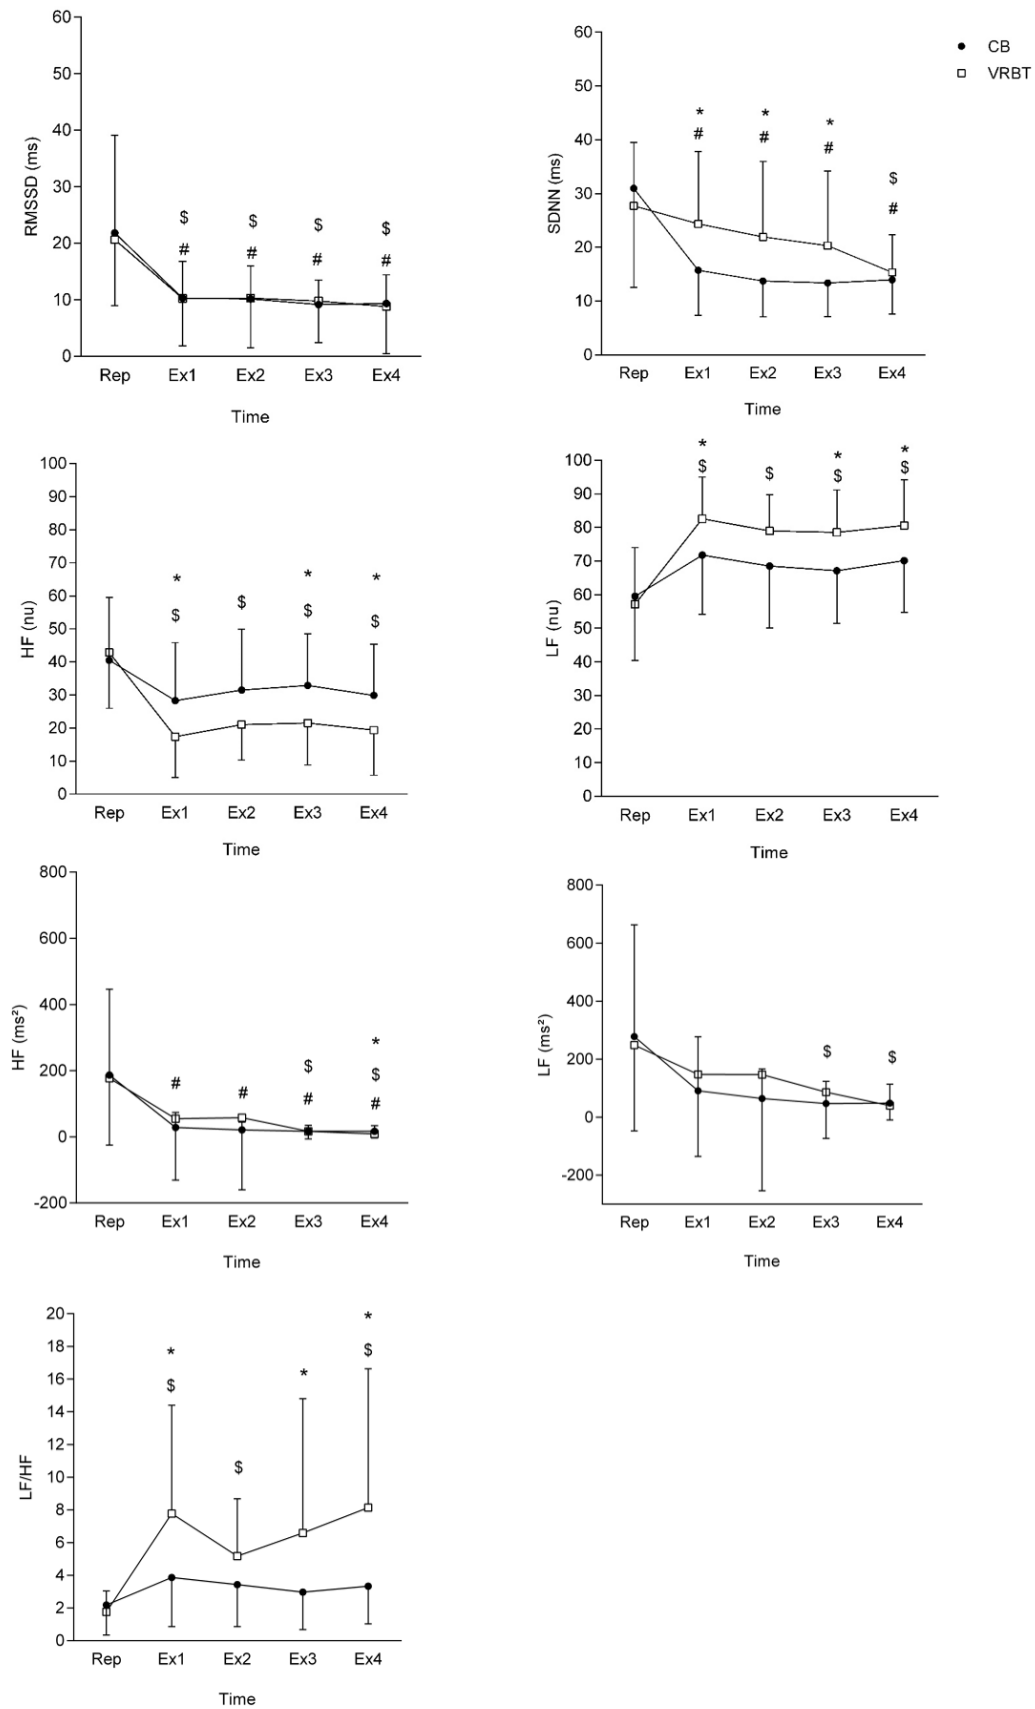 CB
VRBT
RMSSD (ms)
60
50
40
30
20
10
0
$ $ $ $
# # # #
Rep Ex1 Ex2 Ex3 Ex4
Time
SDNN (ms)
60
50
40
30
20
10
0
* * * $
# # # #
Rep Ex1 Ex2 Ex3 Ex4
Time
HF (nu)
100
90
80
70
60
50
40
30
20
10
0
* * *
$ $ $ $
Rep Ex1 Ex2 Ex3 Ex4
Time
LF (nu)
100
90
80
70
60
50
40
30
20
10
0
* * *
$ $ $ $
Rep Ex1 Ex2 Ex3 Ex4
Time
HF (ms²)
800
600
400
200
0
-200
*
$ $
# # # #
Rep Ex1 Ex2 Ex3 Ex4
Time
LF (ms²)
800
600
400
200
0
-200
$ $
Rep Ex1 Ex2 Ex3 Ex4
Time
LF/HF
20
18
16
14
12
10
8
6
4
2
0
* * *
$ $ $
Rep Ex1 Ex2 Ex3 Ex4
Time